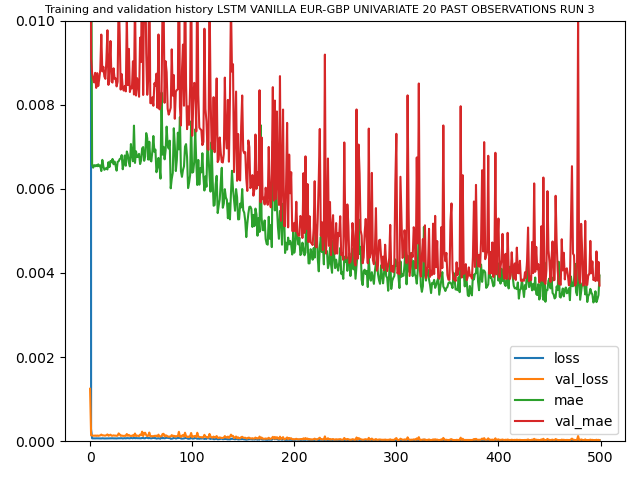 Training and validation history LSTM VANILLA EUR-GBP UNIVARIATE 20 PAST OBSERVATIONS RUN 3
0.010
0.008
0.006
0.004
0.002
0.000
loss
val_loss
mae
val_mae
0 100 200 300 400 500